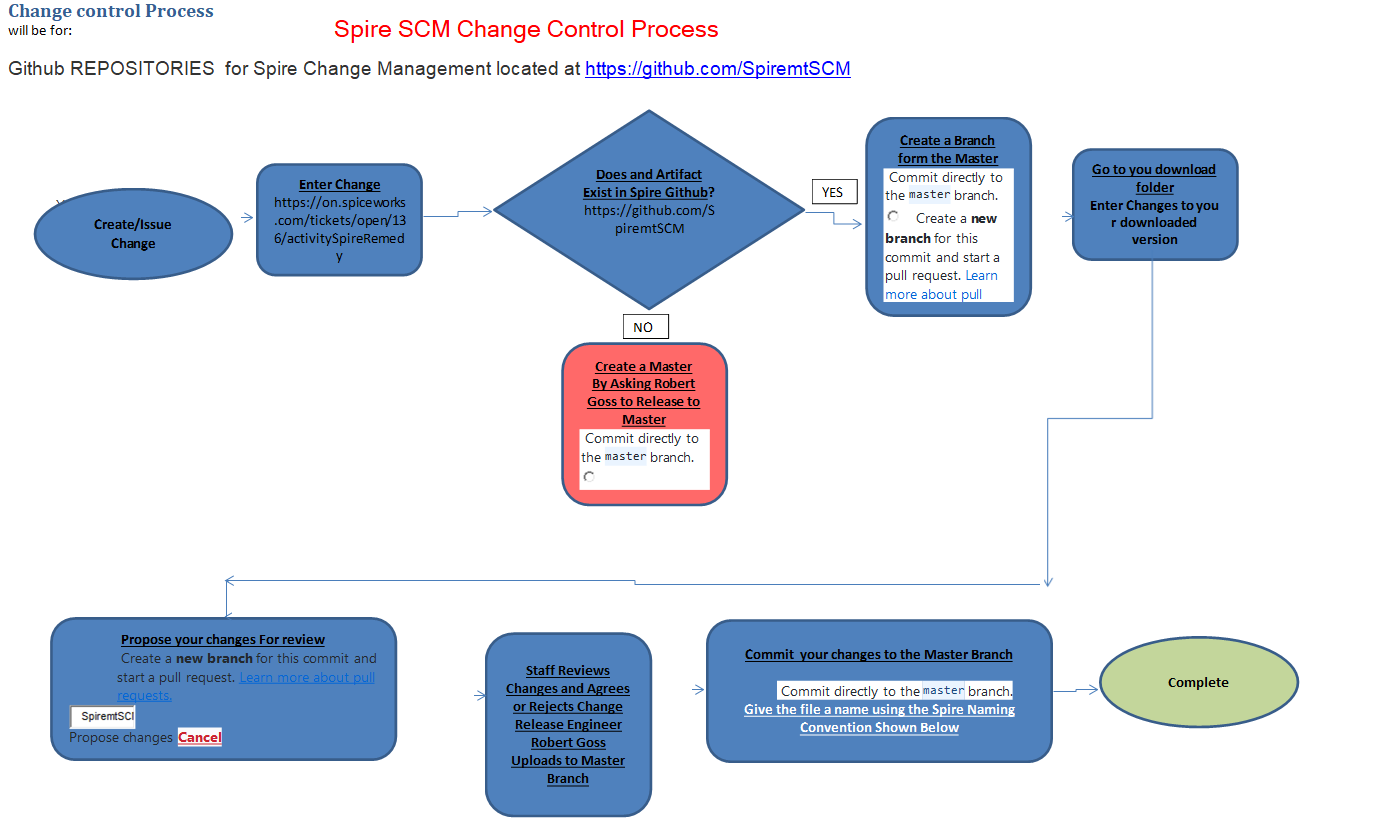 Change control Process
will be for:
Spire SCM Change Control Process
Github REPOSITORIES  for Spire Change Management located at https://github.com/SpiremtSCM
Create/Issue
Change
Enter Change
https://on.spiceworks
.com/tickets/open/13
6/activitySpireRemed
y
Does and Artifact
Exist in Spire Github?
https://github.com/S
piremtSCM
YES
Create a Branch
form the Master
Commit directly to
the master branch.
Create a new
branch for this
commit and start a
pull request. Learn
more about pull
Go to you download
folder
Enter Changes to you
r downloaded
version
NO
Create a Master
By Asking Robert
Goss to Release to
Master
Commit directly to
the master branch.
Propose your changes For review
Create a new branch for this commit and
start a pull request. Learn more about pull
requests.
SpiremtSCI
Propose changes Cancel
Staff Reviews
Changes and Agrees
or Rejects Change
Release Engineer
Robert Goss
Uploads to Master
Branch
Commit  your changes to the Master Branch
Commit directly to the master branch.
Give the file a name using the Spire Naming
Convention Shown Below
Complete